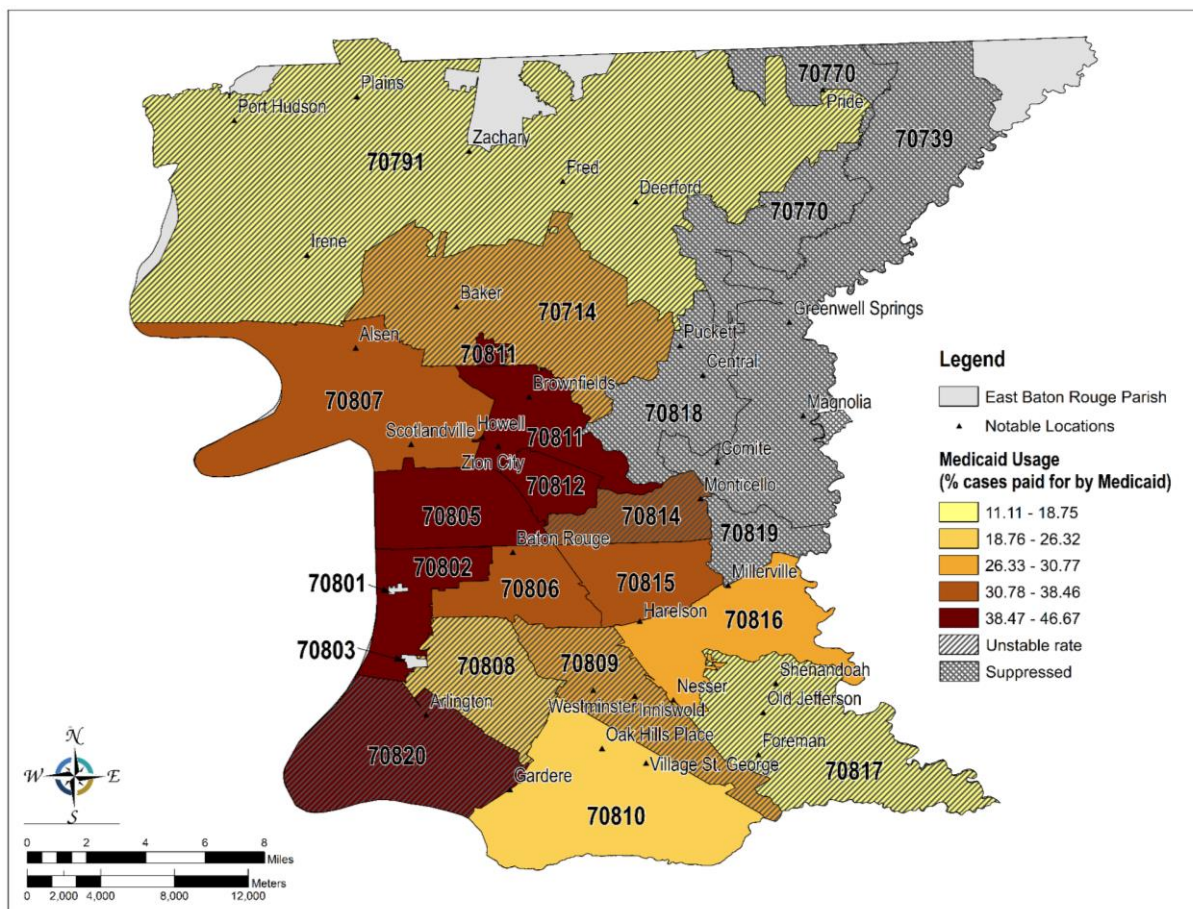 70770
Plains
Pride
Port Hudson
70739
Zachary
70791
Fred
Deerford
70770
Irene
Baker
70714
Greenwell Springs
Alsen
Puckett
70811
Central
Brownfields
70807
70818
Magnolia
Howell
Scotlandville
70811
Zion City
Comite
70812
Monticello
70805
70814
70819
Baton Rouge
70802
70801
70806
70815
Millerville
Harelson
70816
70803
70808
70809
Shenandoah
Nesser
Old Jefferson
Westminster
Inniswold
Arlington
Oak Hills Place
70820
Foreman
Village St. George
70817
Gardere
70810
Legend
East Baton Rouge Parish
Notable Locations
Medicaid Usage
(% cases paid for by Medicaid)
11.11 - 18.75
18.76 - 26.32
26.33 - 30.77
30.78 - 38.46
38.47 - 46.67
Unstable rate
Suppressed
N
W E
S
0 2 4 6 8
Miles
Meters
0 2,000 4,000 8,000 12,000